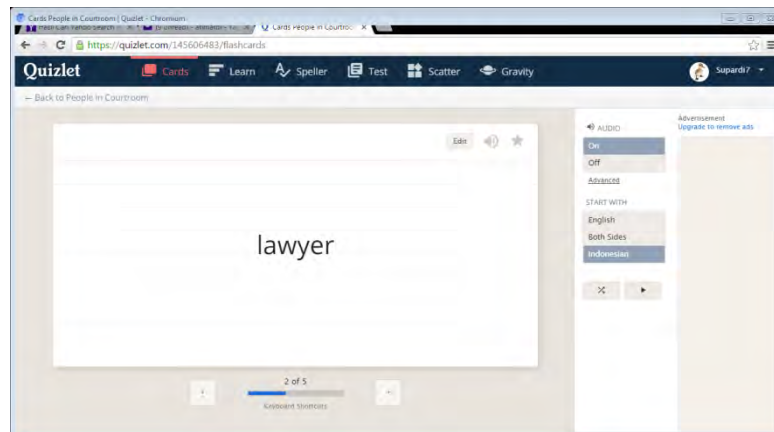 Cards People in Courtroom | Quizlet - Chromium
Cards People in Courtro
https://quizlet.com/145606483/flashcards
Quizlet Cards Learn Speller Test Scatter Gravity Supardi7
← Back to People in Courtroom
Edit
lawyer
2 of 5
Keyboard Shortcuts
AUDIO
On
Off
Advanced
START WITH
English
Both Sides
Indonesian
Advertisement
Upgrade to remove ads